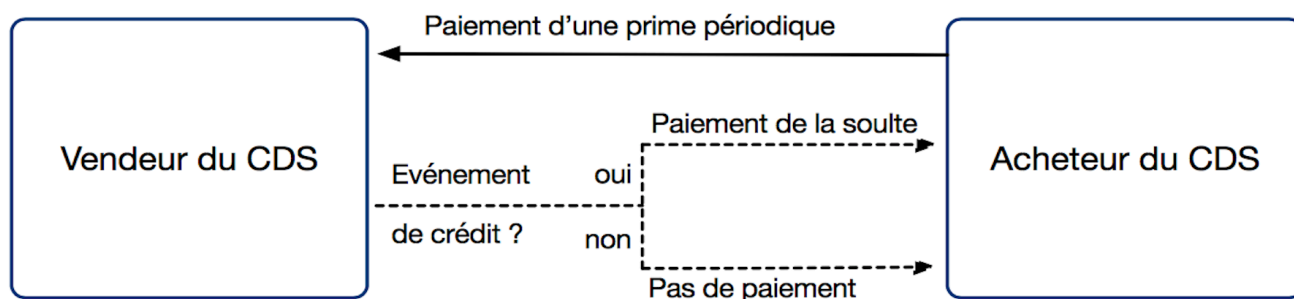 Paiement d'une prime périodique
Vendeur du CDS
Evénement
de crédit ?
oui
non
Paiement de la soulte
Pas de paiement
Acheteur du CDS